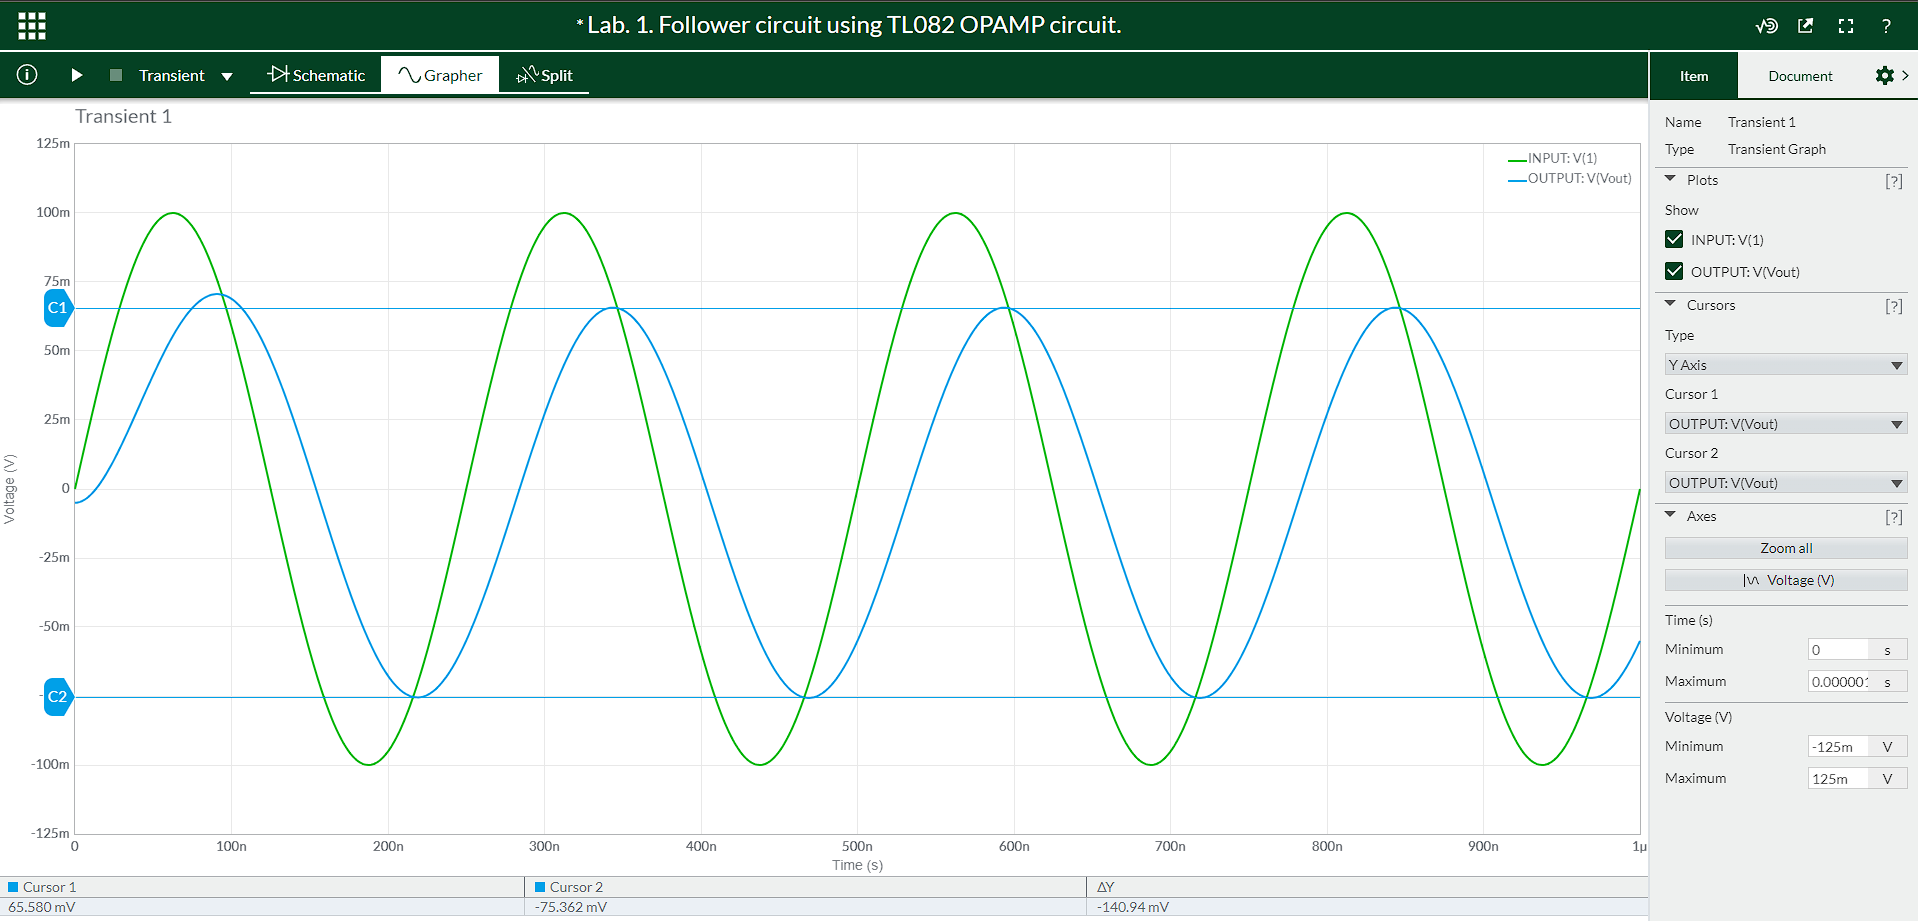 * Lab. 1. Follower circuit using TL082 OPAMP circuit.
?
Transient
Schematic
Grapher
Split
Item
Document
Transient 1
125m
100m
75m
50m
25m
0
-25m
-50m
-100m
-125m
C1
C2
Voltage (V)
INPUT: V(1)
OUTPUT: V(Vout)
0
100n
200n
300n
400n
500n
600n
700n
800n
900n
1µ
Time (s)
Cursor 1
Cursor 2
ΔY
65.580 mV
-75.362 mV
-140.94 mV
Name Transient 1
Type Transient Graph
Plots [?]
Show
INPUT: V(1)
OUTPUT: V(Vout)
Cursors [?]
Type
Y Axis
Cursor 1
OUTPUT: V(Vout)
Cursor 2
OUTPUT: V(Vout)
Axes [?]
Zoom all
Voltage (V)
Time (s)
Minimum 0 s
Maximum 0.000001 s
Voltage (V)
Minimum -125m V
Maximum 125m V